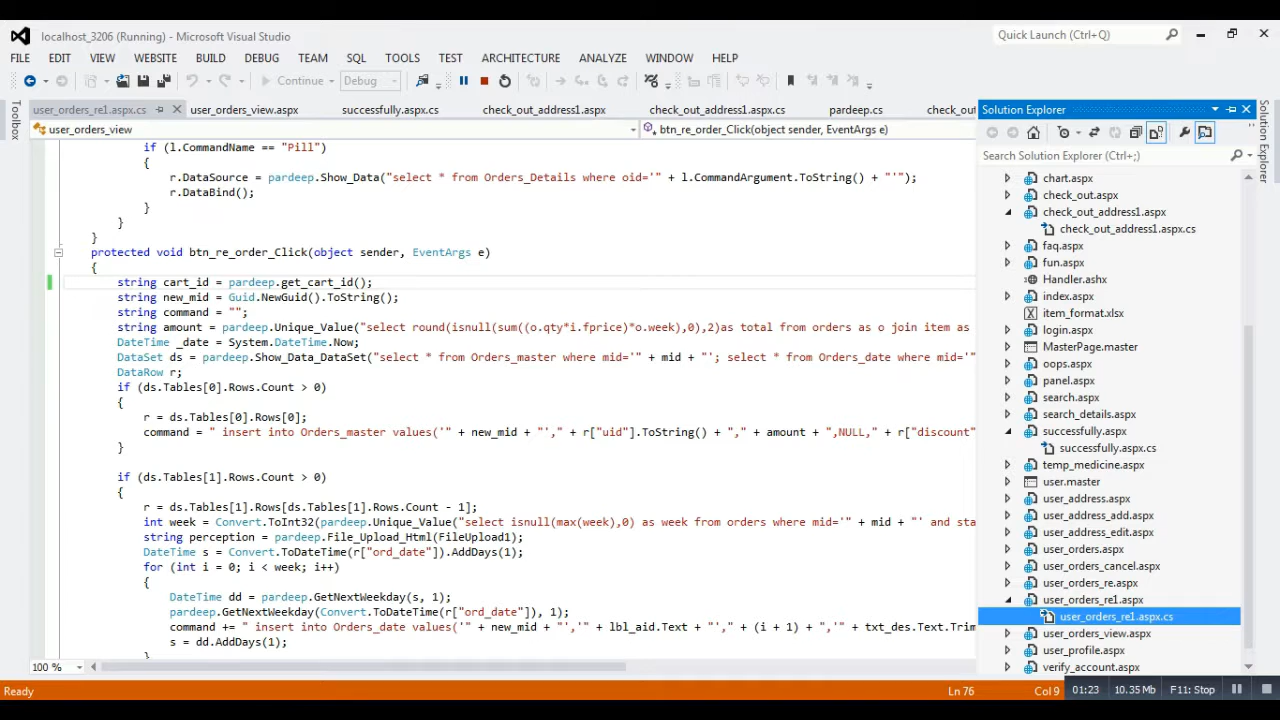 localhost_3206 (Running) - Microsoft Visual Studio
Quick Launch (Ctrl+Q)
FILE EDIT VIEW WEBSITE BUILD DEBUG TEAM SQL TOOLS TEST ARCHITECTURE ANALYZE WINDOW HELP
Continue Debug
user_orders_re1.aspx.cs user_orders_view.aspx successfully.aspx.cs check_out_address1.aspx check_out_address1.aspx.cs pardeep.cs check_ou
Toolbox
user_orders_view btn_re_order_Click(object sender, EventArgs e)
if (l.CommandName == "Pill")
{
r.DataSource = pardeep.Show_Data("select * from Orders_Details where oid='" + l.CommandArgument.ToString() + "'");
r.DataBind();
}
}
}
protected void btn_re_order_Click(object sender, EventArgs e)
{
string cart_id = pardeep.get_cart_id();
string new_mid = Guid.NewGuid().ToString();
string command = "";
string amount = pardeep.Unique_Value("select round(isnull(sum((o.qty*i.fprice)*o.week),0),2)as total from orders as o join item as
DateTime _date = System.DateTime.Now;
DataSet ds = pardeep.Show_Data_DataSet("select * from Orders_master where mid='" + mid + "'; select * from Orders_date where mid='"
DataRow r;
if (ds.Tables[0].Rows.Count > 0)
{
r = ds.Tables[0].Rows[0];
command = " insert into Orders_master values('" + new_mid + "'," + r["uid"].ToString() + "," + amount + ",NULL," + r["discount"
}
if (ds.Tables[1].Rows.Count > 0)
{
r = ds.Tables[1].Rows[ds.Tables[1].Rows.Count - 1];
int week = Convert.ToInt32(pardeep.Unique_Value("select isnull(max(week),0) as week from orders where mid='" + mid + "' and sta
string perception = pardeep.File_Upload_Html(FileUpload1);
DateTime s = Convert.ToDateTime(r["ord_date"]).AddDays(1);
for (int i = 0; i < week; i++)
{
DateTime dd = pardeep.GetNextWeekday(s, 1);
pardeep.GetNextWeekday(Convert.ToDateTime(r["ord_date"]), 1);
command += " insert into Orders_date values('" + new_mid + "','" + lbl_aid.Text + "'," + (i + 1) + ",'" + txt_des.Text.Trim
s = dd.AddDays(1);
}
100 %
Solution Explorer
Search Solution Explorer (Ctrl+;)
chart.aspx
check_out.aspx
check_out_address1.aspx
check_out_address1.aspx.cs
faq.aspx
fun.aspx
Handler.ashx
index.aspx
item_format.xlsx
login.aspx
MasterPage.master
oops.aspx
panel.aspx
search.aspx
search_details.aspx
successfully.aspx
successfully.aspx.cs
temp_medicine.aspx
user.master
user_address.aspx
user_address_add.aspx
user_address_edit.aspx
user_orders.aspx
user_orders_cancel.aspx
user_orders_re.aspx
user_orders_re1.aspx
user_orders_re1.aspx.cs
user_orders_view.aspx
user_profile.aspx
verify_account.aspx
Solution Explorer
Ready Ln 76 Col 9 01:23 10.35 Mb F11: Stop